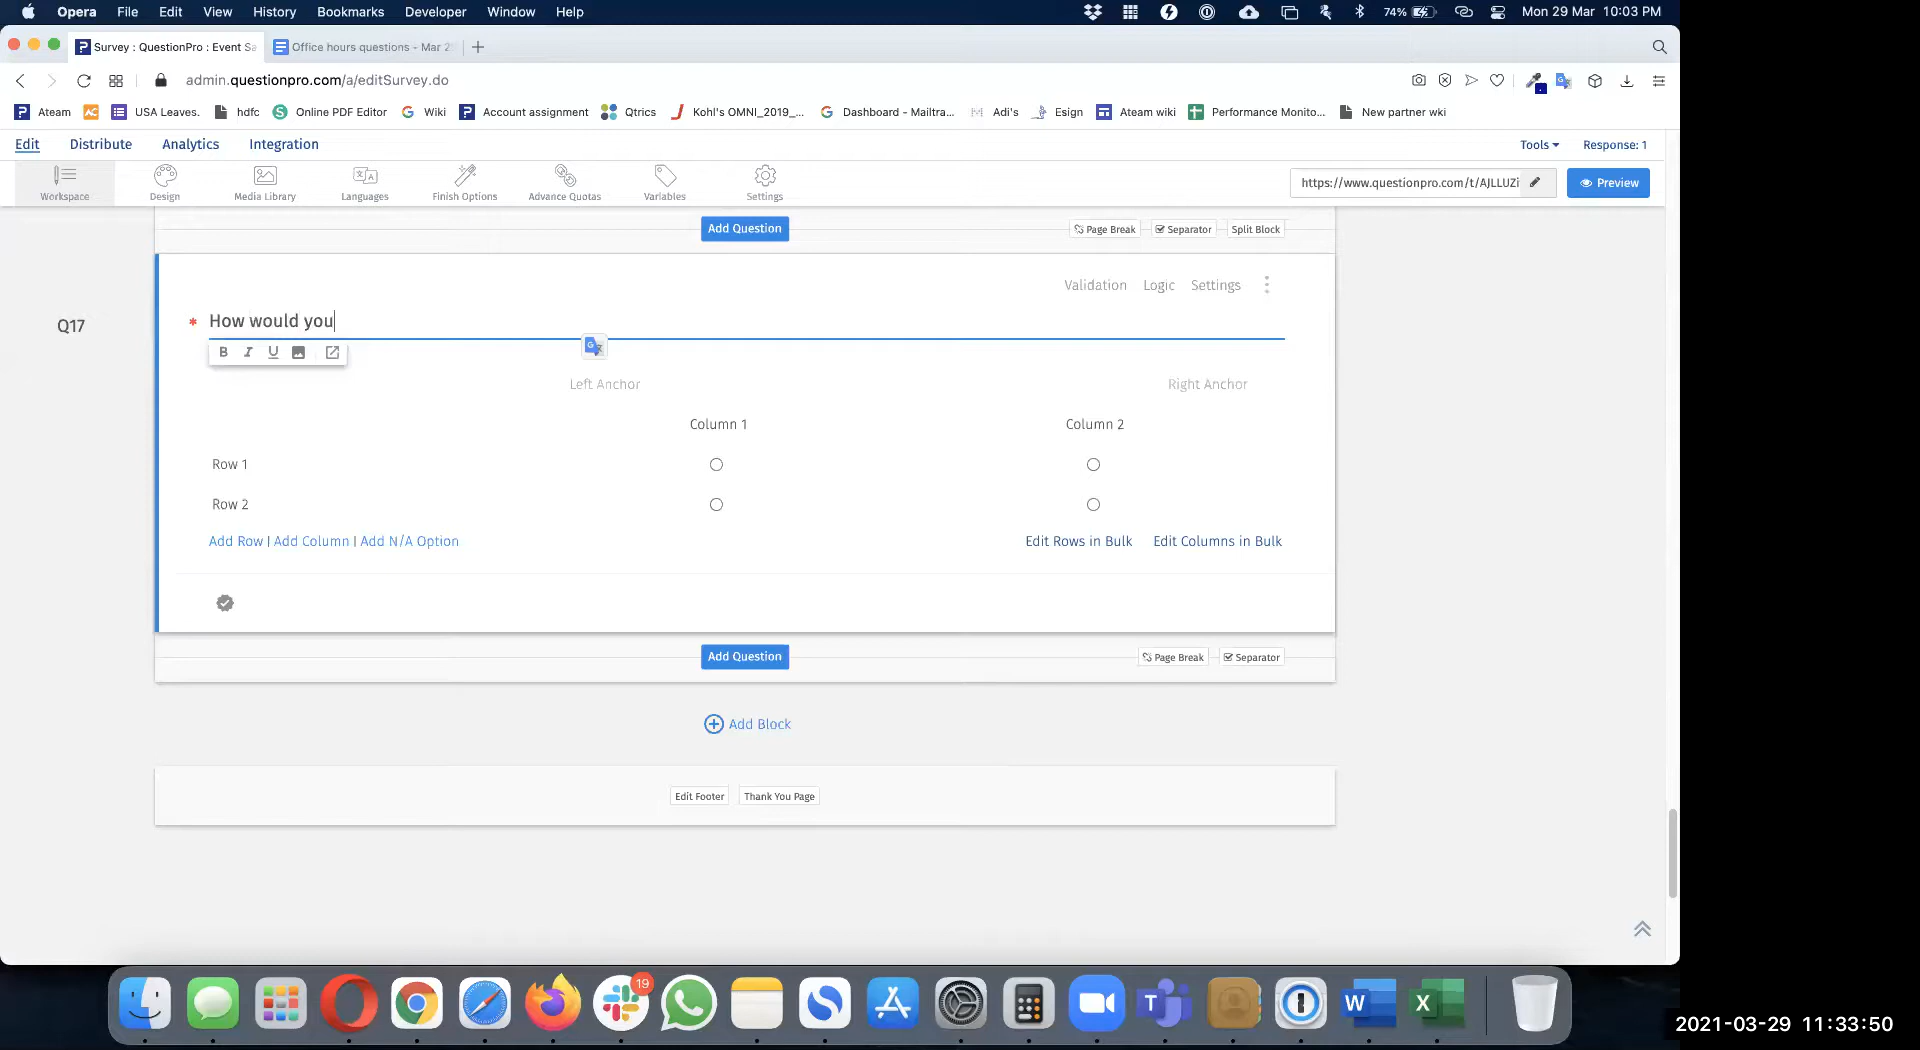 Opera File Edit View History Bookmarks Developer Window Help 74% Mon 29 Mar 10:03 PM
Survey : QuestionPro : Event Sa Office hours questions - Mar 2
admin.questionpro.com/a/editSurvey.do
Ateam USA Leaves. hdfc Online PDF Editor Wiki Account assignment Qtrics Kohl's OMNI_2019_... Dashboard - Mailtra... Adi's Esign Ateam wiki Performance Monito... New partner wki
Edit Distribute Analytics Integration Tools Response: 1
Workspace Design Media Library Languages Finish Options Advance Quotas Variables Settings https://www.questionpro.com/t/AJLLUZi Preview
Add Question Page Break Separator Split Block
Validation Logic Settings
Q17 * How would you
B I U
Left Anchor Right Anchor
Column 1 Column 2
Row 1
Row 2
Add Row | Add Column | Add N/A Option Edit Rows in Bulk Edit Columns in Bulk
Add Question Page Break Separator
Add Block
Edit Footer Thank You Page
19
2021-03-29 11:33:50